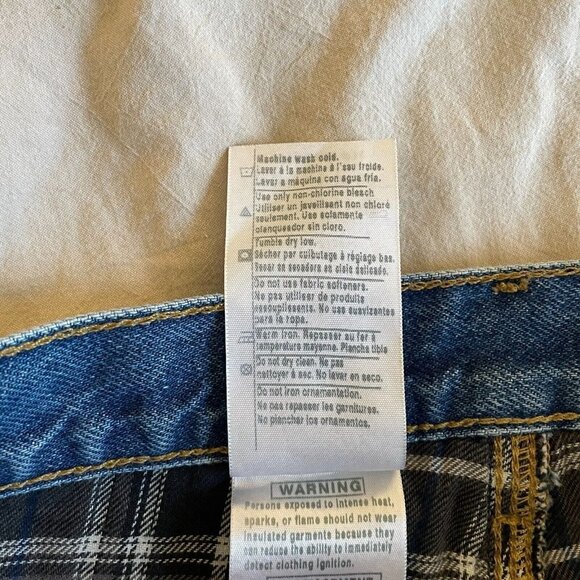 Machine wash cold.
Laver à la machine à l'eau froide.
Lavar a máquina con agua fria.
Use only non-chlorine bleach
Utiliser un javellisant non chloré
seulement. Use solamente
blanqueador sin cloro.
Tumble dry low.
Sécher par culbutage à réglage bas.
Secar en secadora en ciclo delicado.
Do not use fabric softeners.
Ne pas utiliser de produits
assouplissants. No use suavizantes
para la ropa.
Warm iron. Repasser au fer à
température moyenne. Plancha tibie
Do not dry clean. Ne pas
nettoyer à sec. No lavar en seco.
Do not iron ornamentation.
Ne pas repasser les garnitures.
No planchar los ornamentos.
WARNING
Persons exposed to intense heat,
sparks, or flame should not wear
insulated garments because they
can reduce the ability to immediately
detect clothing ignition.